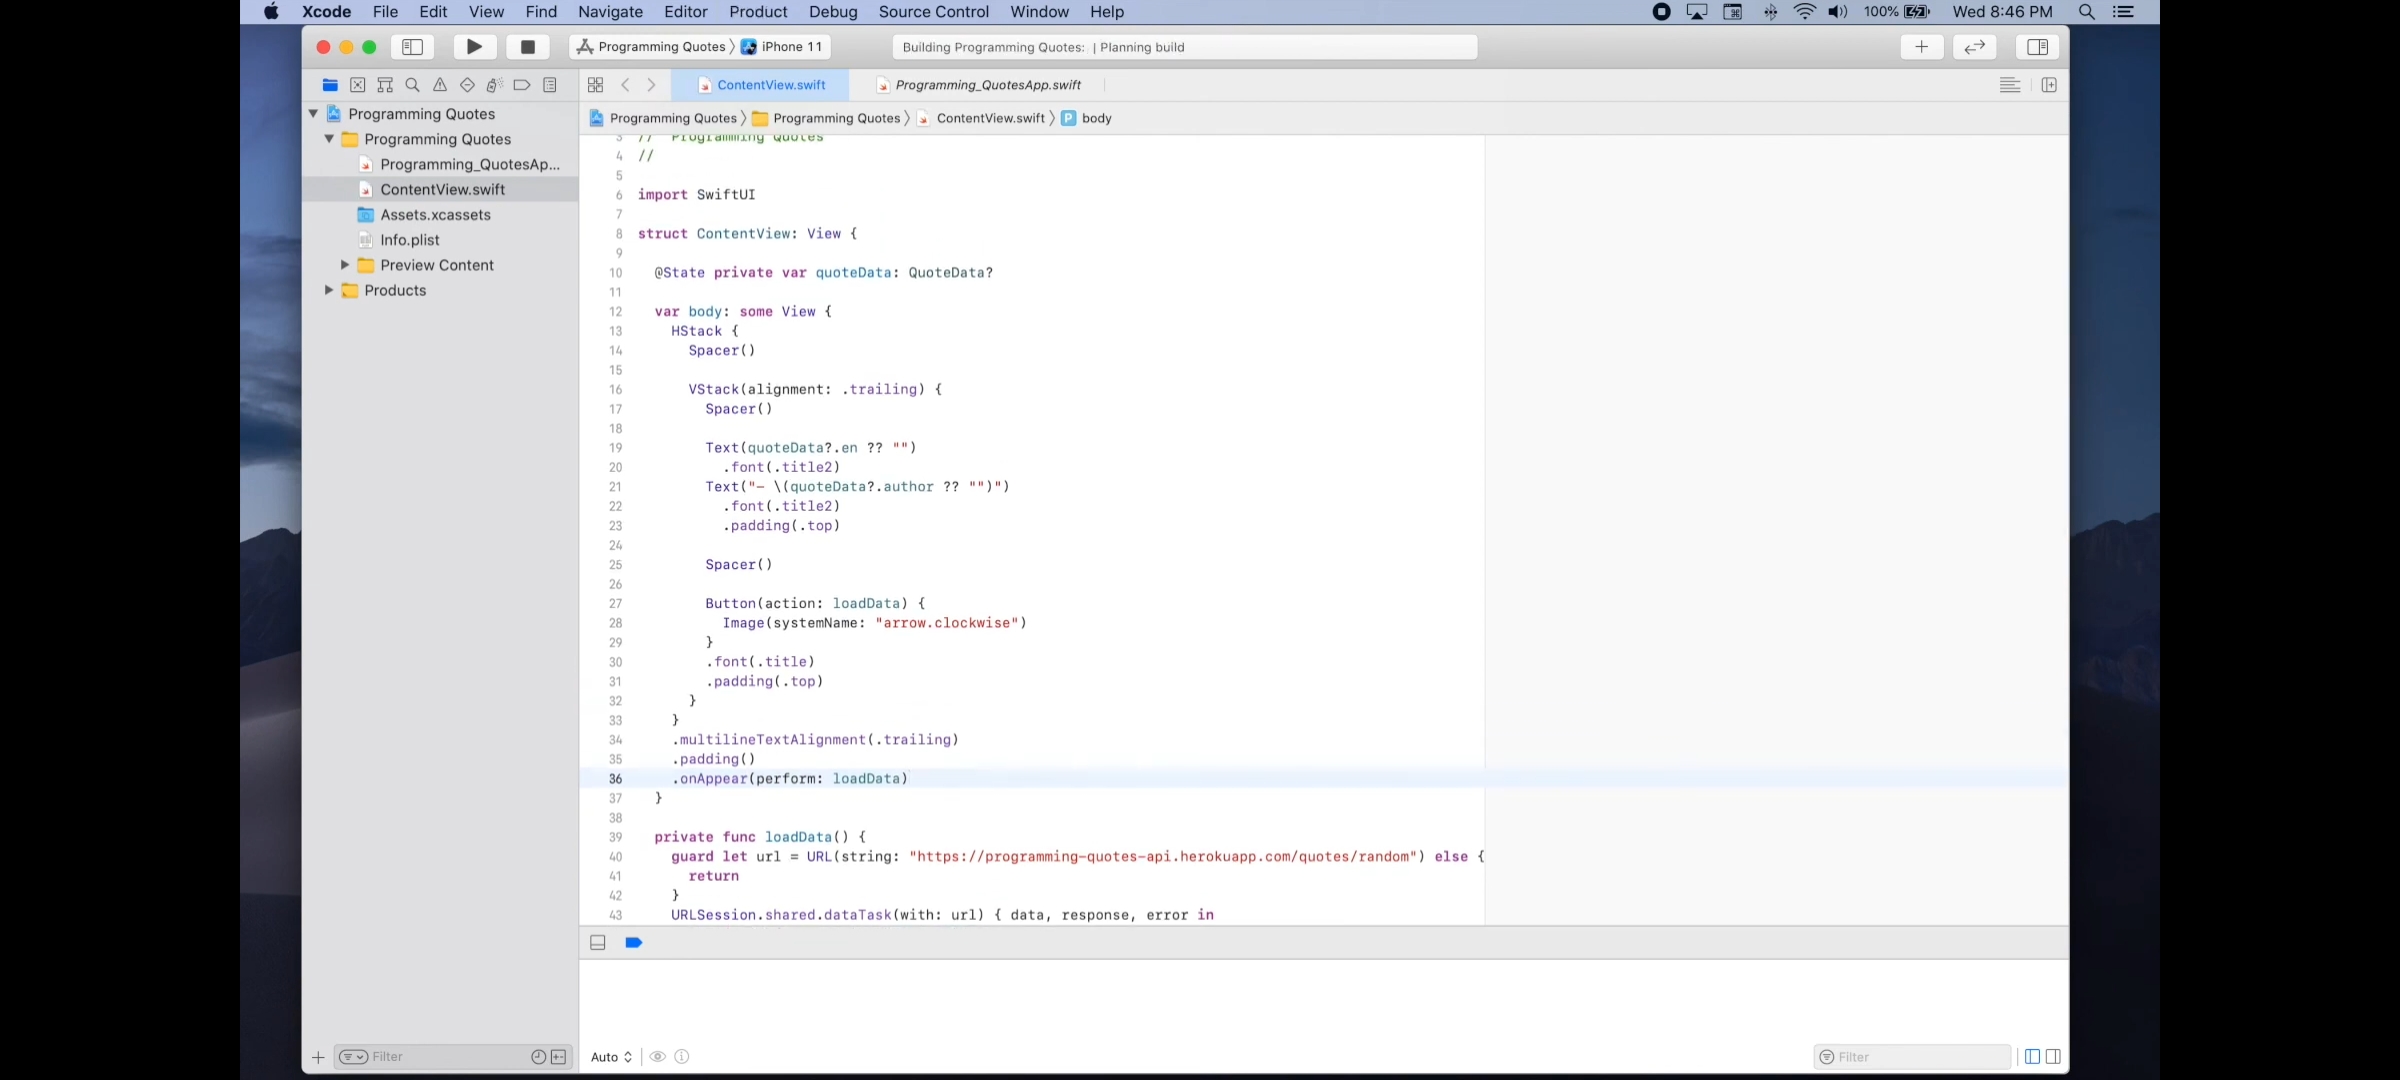 Xcode File Edit View Find Navigate Editor Product Debug Source Control Window Help 100% Wed 8:46 PM
Programming Quotes 〉 iPhone 11 Building Programming Quotes: | Planning build
ContentView.swift Programming_QuotesApp.swift
Programming Quotes 〉 Programming Quotes 〉 ContentView.swift 〉 P body
Programming Quotes
Programming Quotes
Programming_QuotesAp...
ContentView.swift
Assets.xcassets
Info.plist
Preview Content
Products
3 // Programming Quotes
4 //
5
6 import SwiftUI
7
8 struct ContentView: View {
9
10 @State private var quoteData: QuoteData?
11
12 var body: some View {
13 HStack {
14 Spacer()
15
16 VStack(alignment: .trailing) {
17 Spacer()
18
19 Text(quoteData?.en ?? "")
20 .font(.title2)
21 Text("- \(quoteData?.author ?? "")")
22 .font(.title2)
23 .padding(.top)
24
25 Spacer()
26
27 Button(action: loadData) {
28 Image(systemName: "arrow.clockwise")
29 }
30 .font(.title)
31 .padding(.top)
32 }
33 }
34 .multilineTextAlignment(.trailing)
35 .padding()
36 .onAppear(perform: loadData)
37 }
38
39 private func loadData() {
40 guard let url = URL(string: "https://programming-quotes-api.herokuapp.com/quotes/random") else {
41 return
42 }
43 URLSession.shared.dataTask(with: url) { data, response, error in
Filter Auto Filter